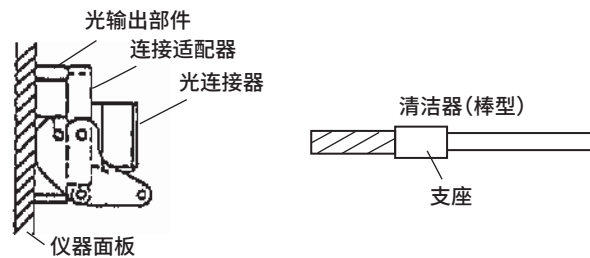 光输出部件
连接适配器
光连接器
仪器面板
清洁器(棒型)
支座